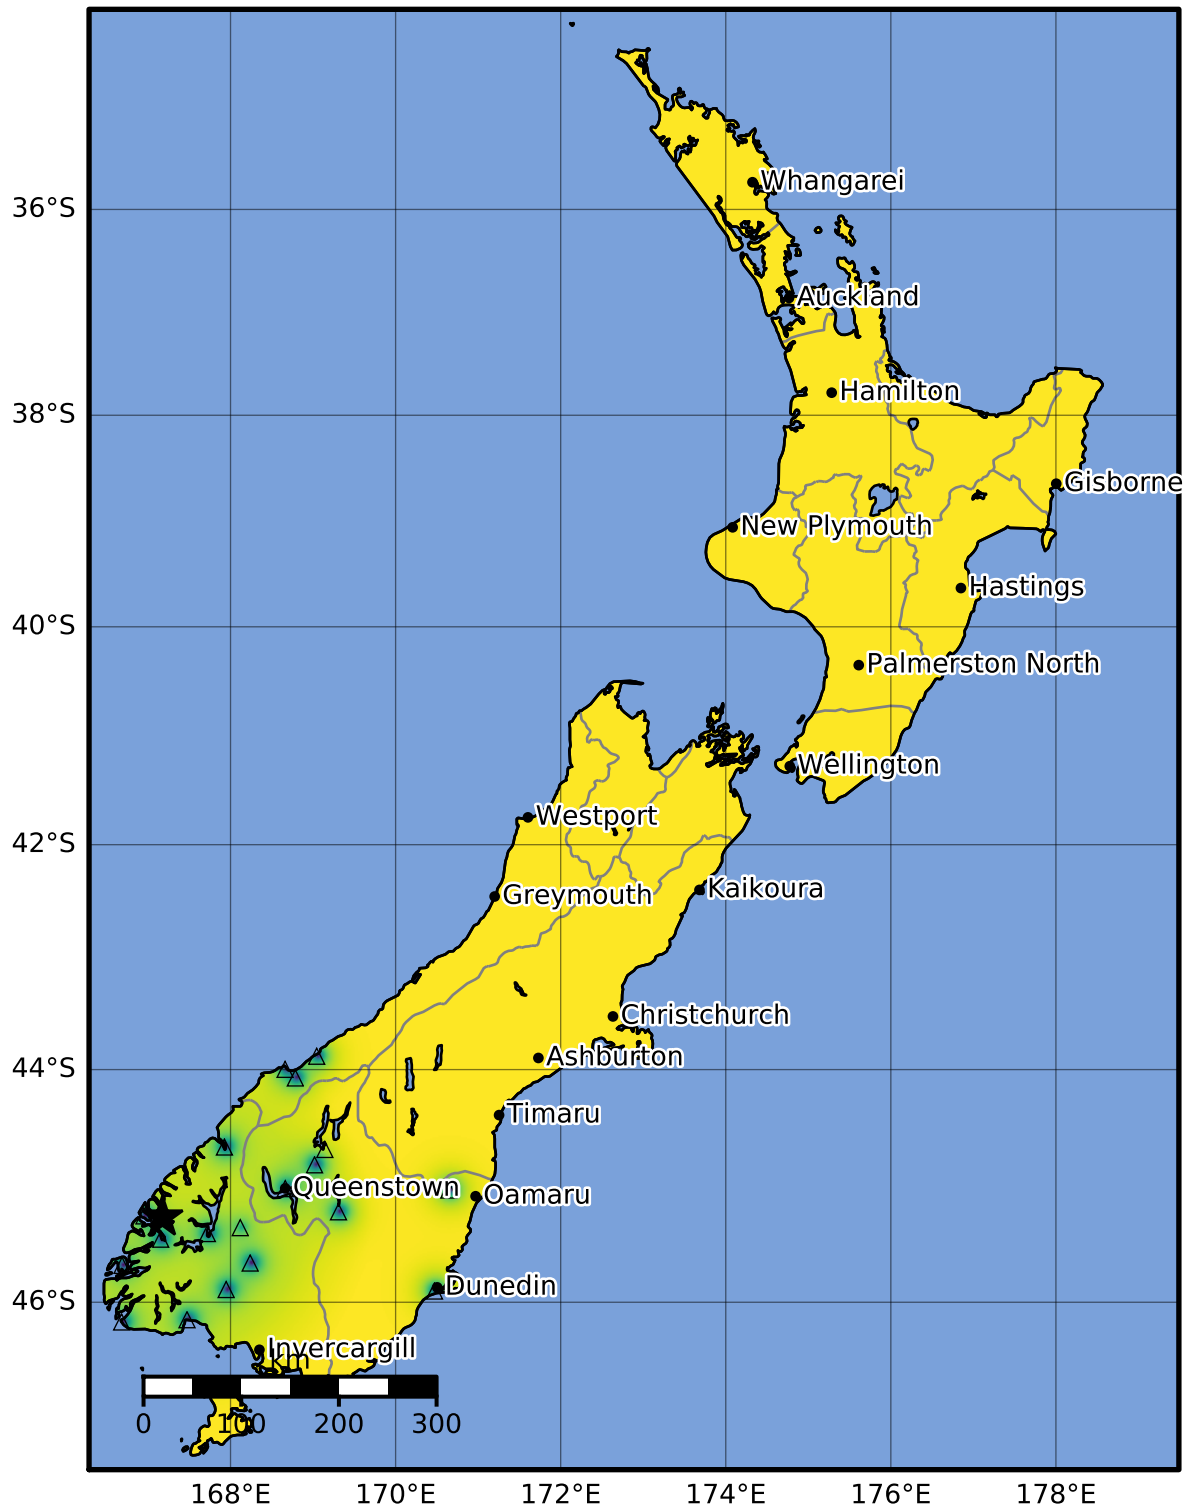 Whangarei
36°S
Auckland
Hamilton
38°S
Gisborne
New Plymouth
Hastings
40°S
Palmerston North
Wellington
Westport
42°S
Kaikoura
Greymouth
Christchurch
Ashburton
44°S
Timaru
Queenstown
Oamaru
Dunedin
46°S
Invercargill
km
0 100 200 300
168°E 170°E 172°E 174°E 176°E 178°E